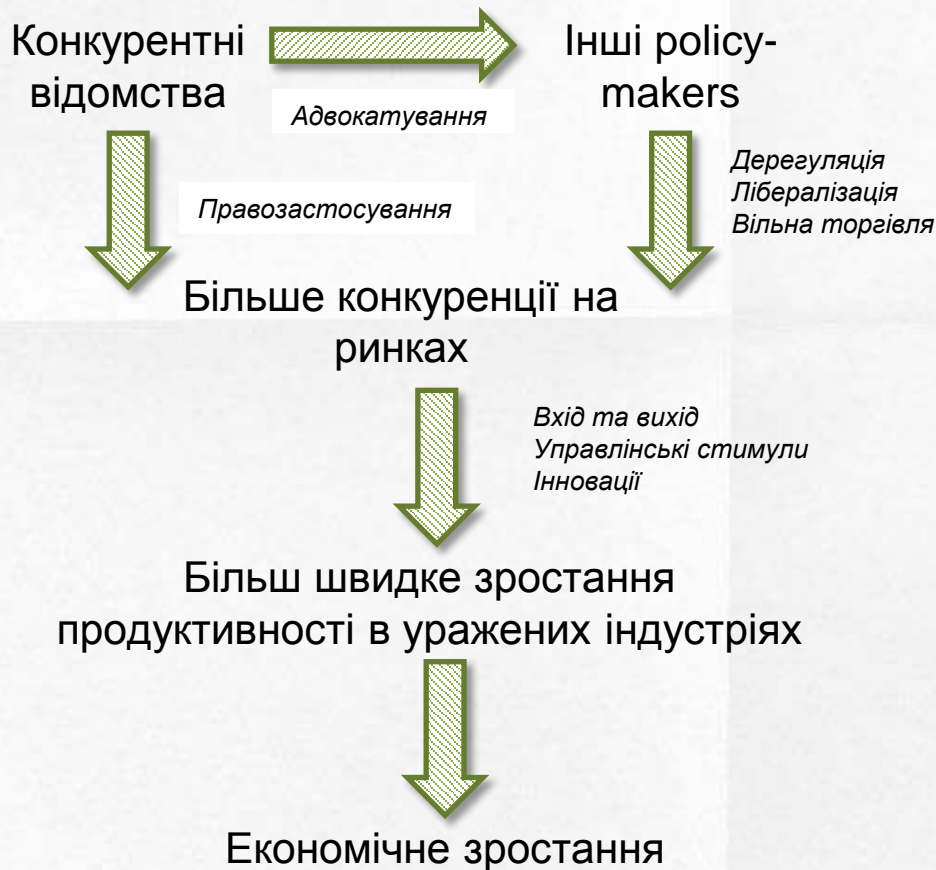 Конкурентні
відомства
Інші policy-
makers
Адвокатування
Правозастосування
Дерегуляція
Лібералізація
Вільна торгівля
Більше конкуренції на
ринках
Вхід та вихід
Управлінські стимули
Інновації
Більш швидке зростання
продуктивності в уражених індустріях
Економічне зростання